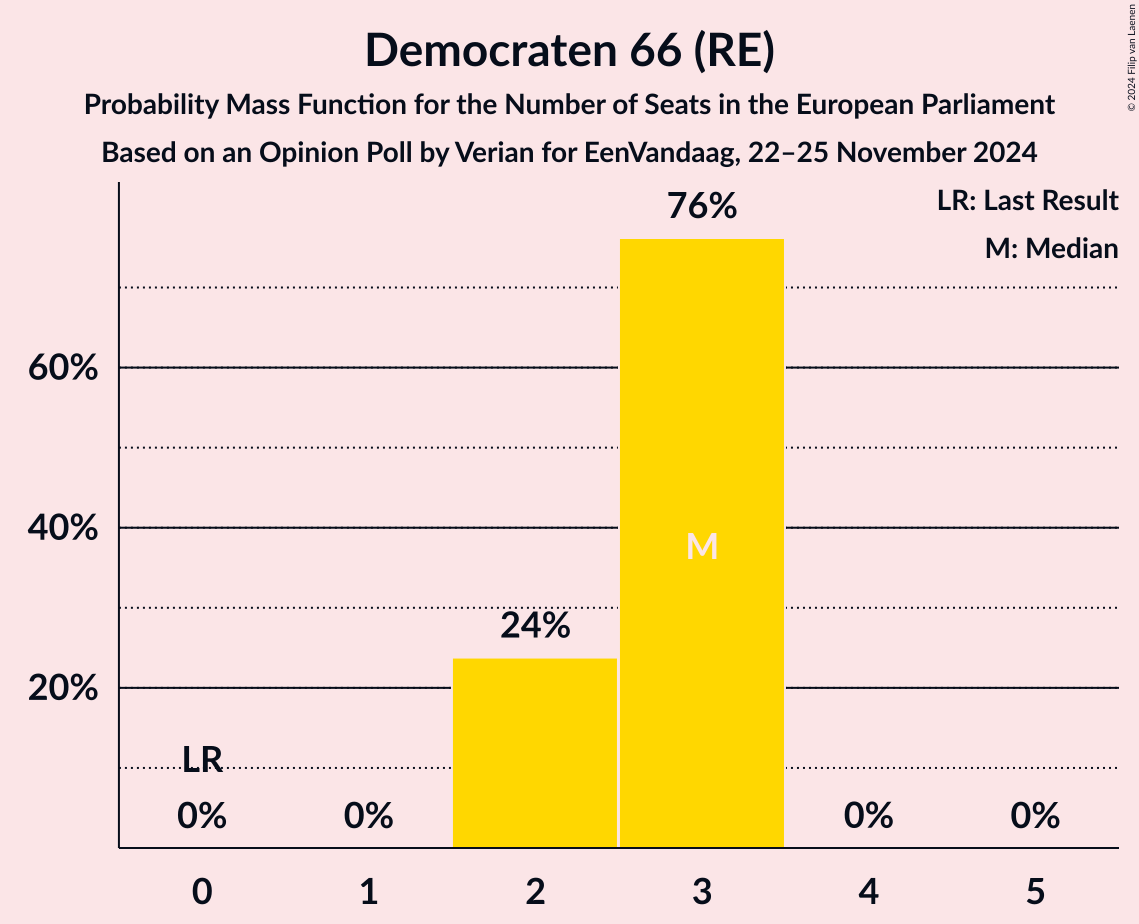 Democraten 66 (RE)
Probability Mass Function for the Number of Seats in the European Parliament
Based on an Opinion Poll by Verian for EenVandaag, 22–25 November 2024
© 2024 Filip van Laenen
LR: Last Result
M: Median
76%
60%
40%
M
24%
20%
LR
0% 0% 0% 0%
0 1 2 3 4 5